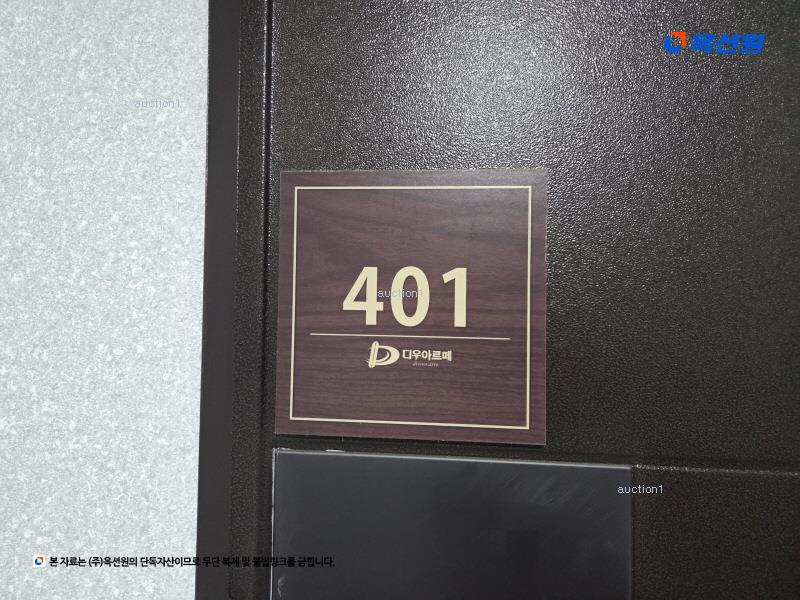 옥션원
auction1
401
auction1
디우아르떼
auction1
본 자료는 (주)옥션원의 단독자산이므로 무단 복제 및 불법링크를 금합니다.